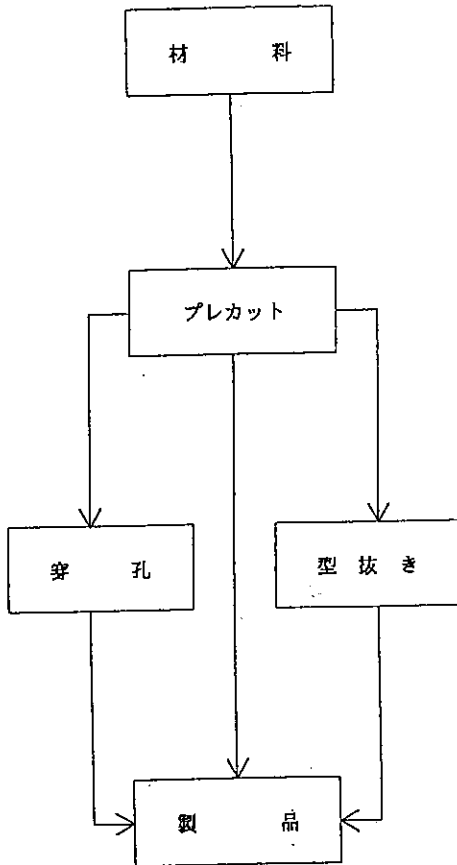 材　料
プレカット
穿　孔
型 抜 き
製　品